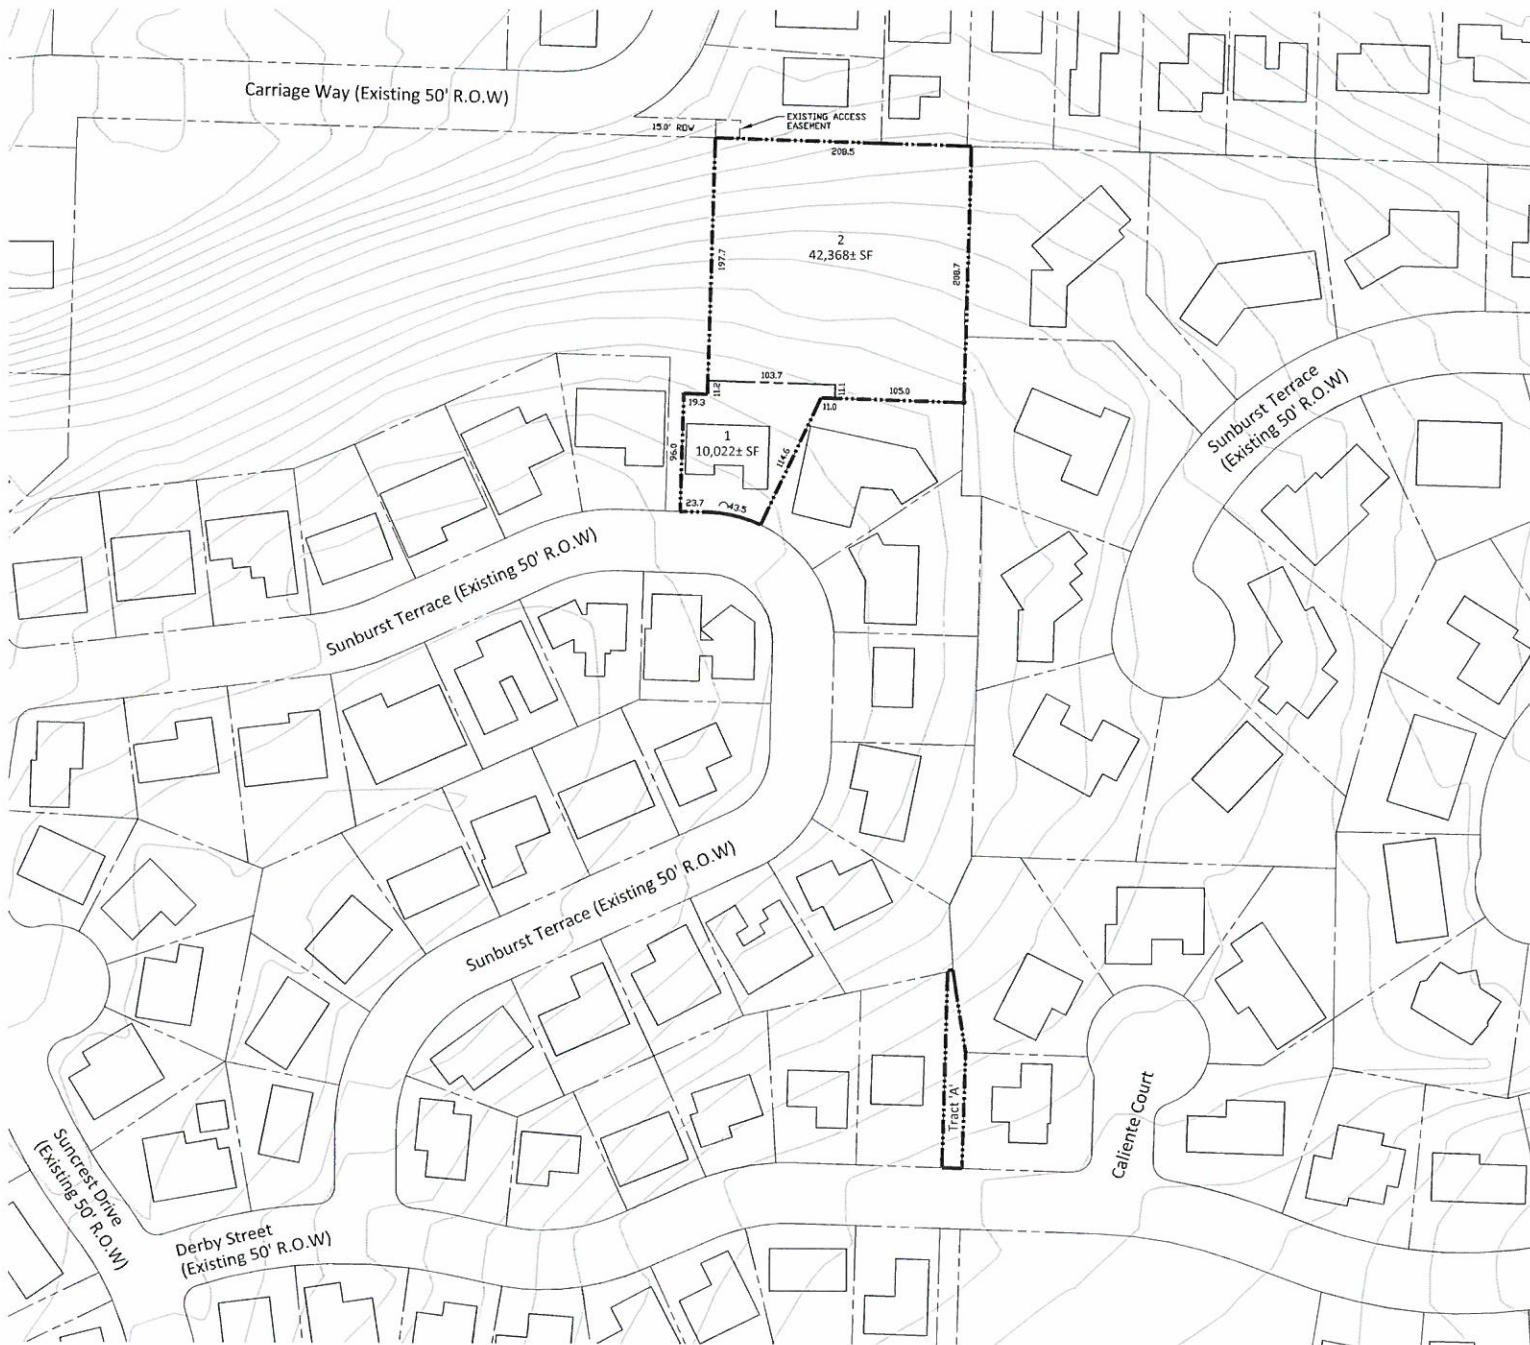 Carriage Way (Existing 50' R.O.W)
15.0' ROW
EXISTING ACCESS
EASEMENT
208.5
2
42,368± SF
197.7
208.7
103.7
11.2
11.1
19.3
11.0
105.0
1
10,022± SF
96.0
114.6
23.7
43.5
Sunburst Terrace
(Existing 50' R.O.W)
Sunburst Terrace (Existing 50' R.O.W)
Sunburst Terrace (Existing 50' R.O.W)
Tract 'A'
Caliente Court
Suncrest Drive
(Existing 50' R.O.W)
Derby Street
(Existing 50' R.O.W)